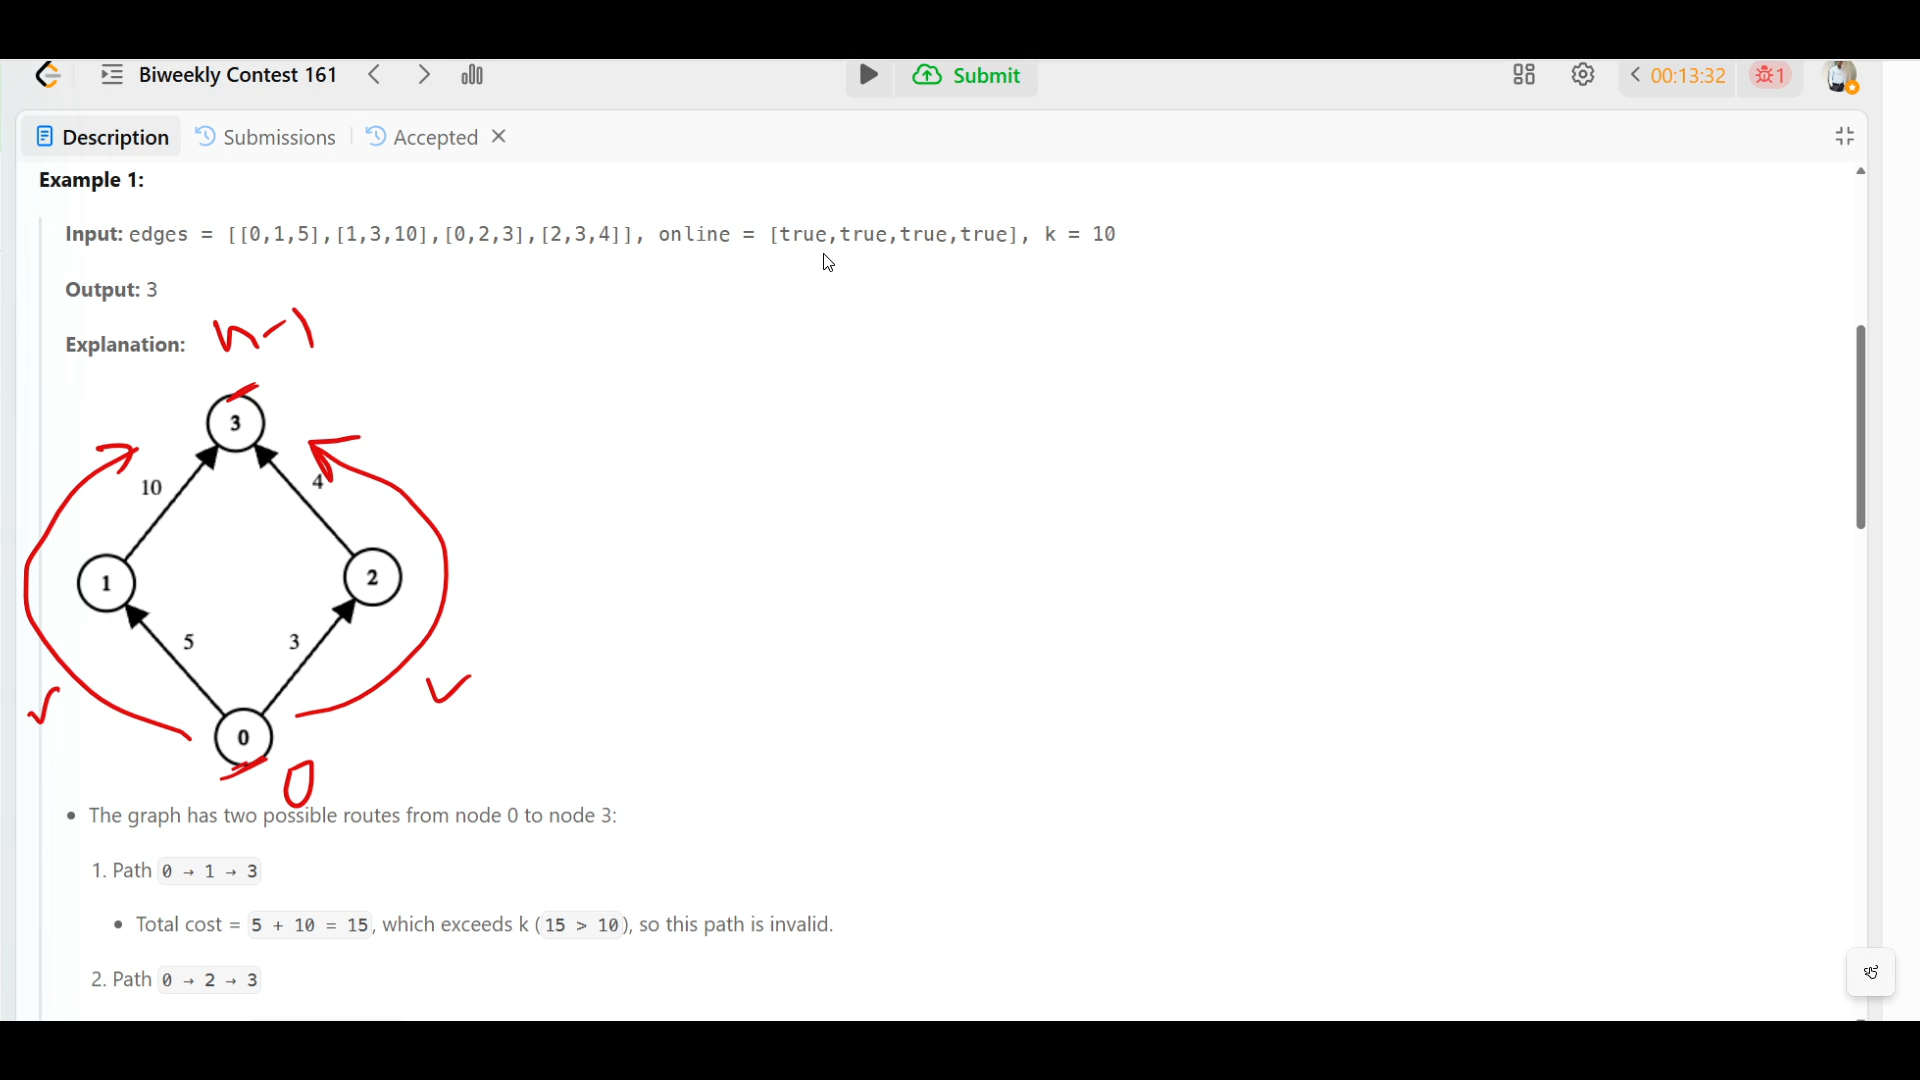 Biweekly Contest 161
Submit
00:13:32
1
Description
Submissions
Accepted
Example 1:
Input: edges = [[0,1,5],[1,3,10],[0,2,3],[2,3,4]], online = [true,true,true,true], k = 10
Output: 3
Explanation:
n-1
3
10
4
1
2
5
3
0
0
• The graph has two possible routes from node 0 to node 3:
1. Path 0 → 1 → 3
• Total cost = 5 + 10 = 15, which exceeds k (15 > 10), so this path is invalid.
2. Path 0 → 2 → 3